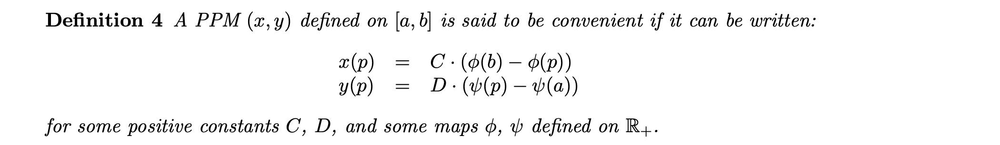 Definition 4 A PPM (x, y) defined on [a, b] is said to be convenient if it can be written:
x(p) = C · (ϕ(b) − ϕ(p))
y(p) = D · (ψ(p) − ψ(a))
for some positive constants C, D, and some maps ϕ, ψ defined on ℝ₊.